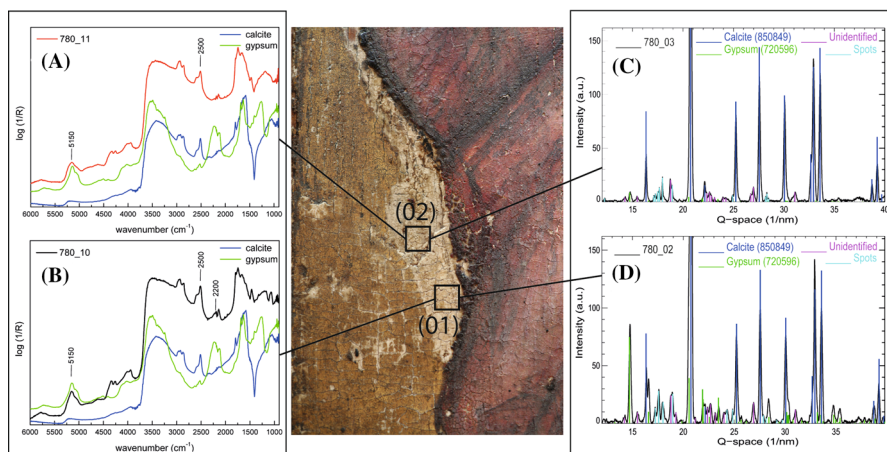 (A)
780_11
calcite
gypsum
2500
5150
log (1/R)
6000 5500 5000 4500 4000 3500 3000 2500 2000 1500 1000
wavenumber (cm-1)
(B)
780_10
calcite
gypsum
2500
2200
5150
log (1/R)
6000 5500 5000 4500 4000 3500 3000 2500 2000 1500 1000
wavenumber (cm-1)
(02)
(01)
780_03
Calcite (850849)
Unidentified
Gypsum (720596)
Spots
(C)
Intensity (a.u.)
150
100
50
15 20 25 30 35 40
Q-space (1/nm)
780_02
Calcite (850849)
Unidentified
Gypsum (720596)
Spots
(D)
Intensity (a.u.)
150
100
50
0
15 20 25 30 35
Q-space (1/nm)